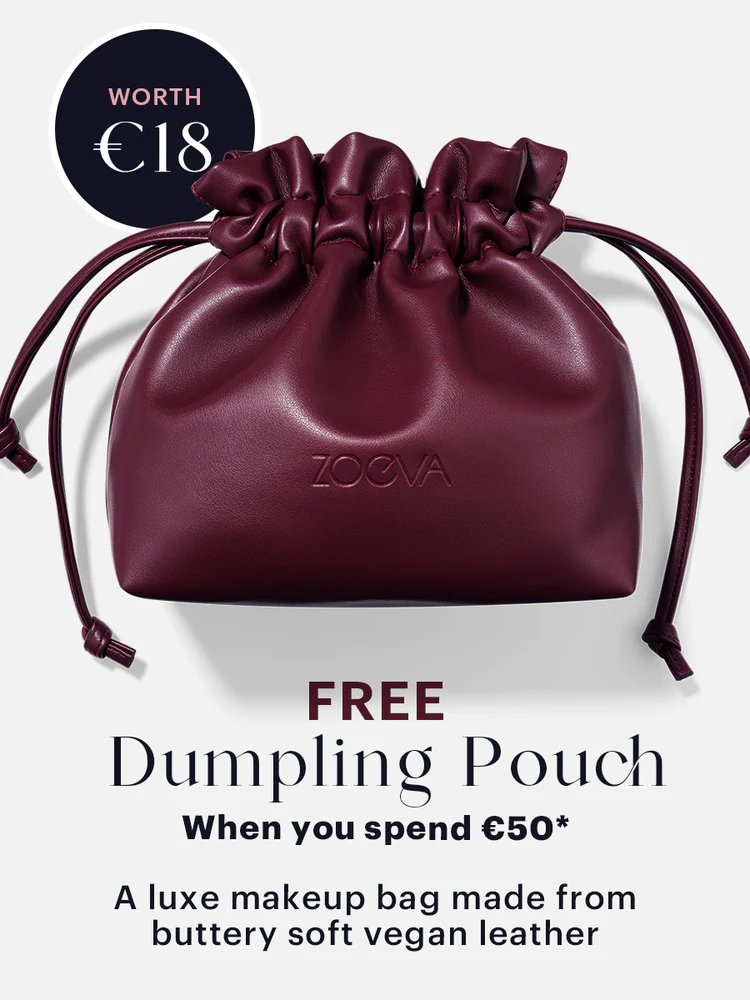 WORTH
€18
ZOEVA
FREE
Dumpling Pouch
When you spend €50*
A luxe makeup bag made from
buttery soft vegan leather